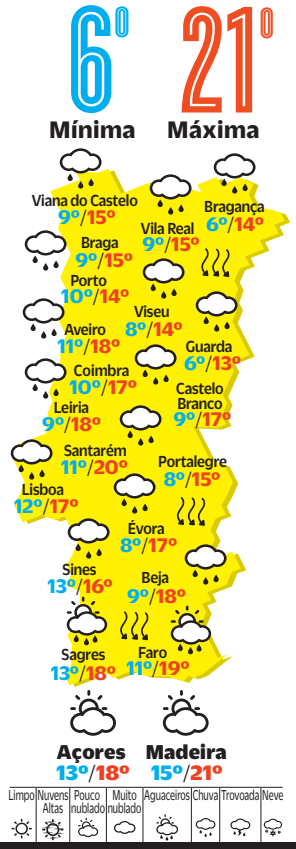 6º 21º
Mínima Máxima
Viana do Castelo
9º/15º
Bragança
6º/14º
Vila Real
9º/15º
Braga
9º/15º
Porto
10º/14º
Viseu
8º/14º
Aveiro
11º/18º
Guarda
6º/13º
Coimbra
10º/17º
Castelo
Branco
9º/17º
Leiria
9º/18º
Santarém
11º/20º
Portalegre
8º/15º
Lisboa
12º/17º
Évora
8º/17º
Sines
13º/16º
Beja
9º/18º
Sagres
13º/18º
Faro
11º/19º
Açores
13º/18º
Madeira
15º/21º
Limpo
Nuvens
Altas
Pouco
nublado
Muito
nublado
Aguaceiros
Chuva
Trovoada
Neve